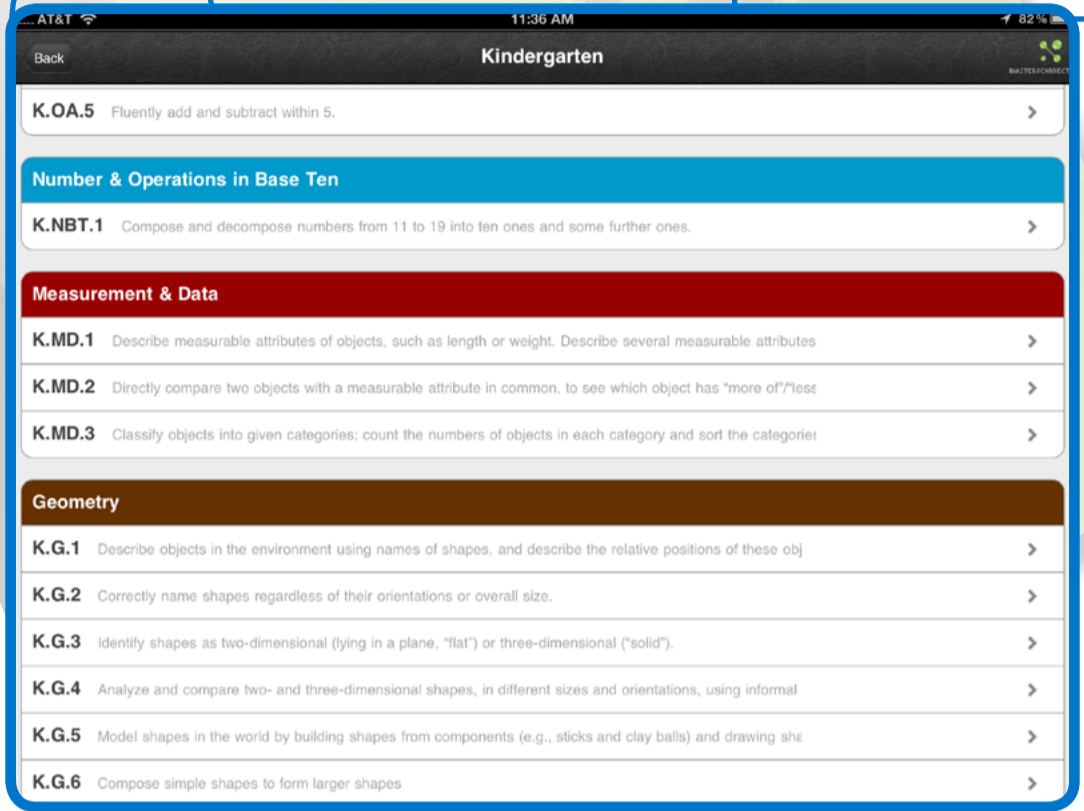 AT&T 11:36 AM 82%
Back Kindergarten
MASTERYCONNECT
K.OA.5 Fluently add and subtract within 5.
Number & Operations in Base Ten
K.NBT.1 Compose and decompose numbers from 11 to 19 into ten ones and some further ones.
Measurement & Data
K.MD.1 Describe measurable attributes of objects, such as length or weight. Describe several measurable attributes
K.MD.2 Directly compare two objects with a measurable attribute in common, to see which object has “more of”/“less
K.MD.3 Classify objects into given categories; count the numbers of objects in each category and sort the categories
Geometry
K.G.1 Describe objects in the environment using names of shapes, and describe the relative positions of these obj
K.G.2 Correctly name shapes regardless of their orientations or overall size.
K.G.3 Identify shapes as two-dimensional (lying in a plane, “flat”) or three-dimensional (“solid”).
K.G.4 Analyze and compare two- and three-dimensional shapes, in different sizes and orientations, using informal
K.G.5 Model shapes in the world by building shapes from components (e.g., sticks and clay balls) and drawing sha
K.G.6 Compose simple shapes to form larger shapes